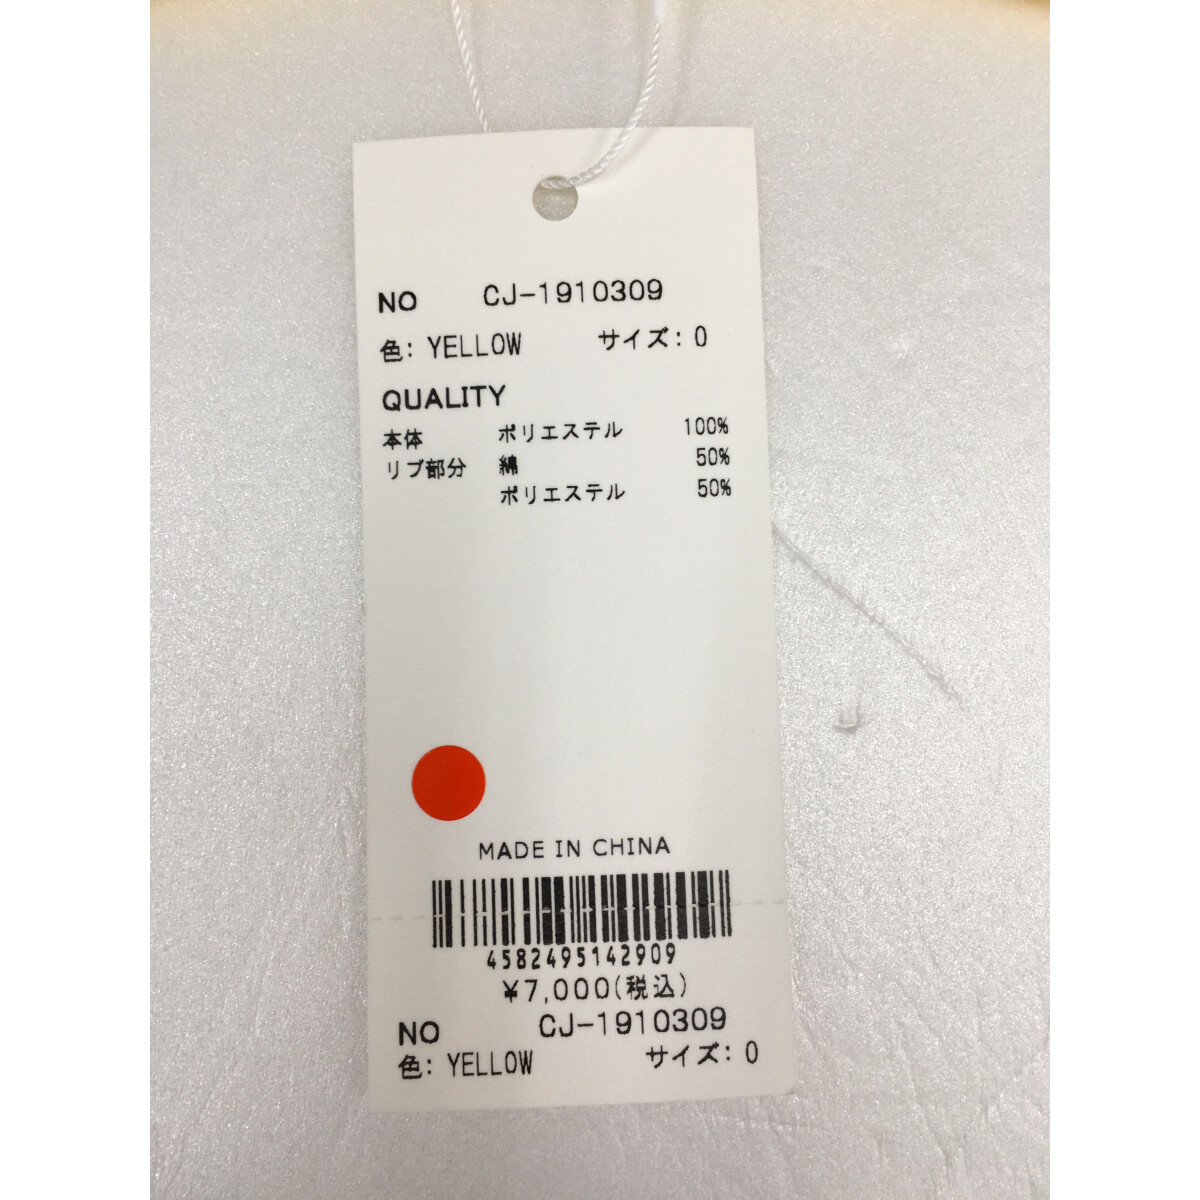 NO CJ-1910309
色: YELLOW サイズ: 0
QUALITY
本体 ポリエステル 100%
リブ部分 綿 50%
ポリエステル 50%
MADE IN CHINA
4582495142909
¥7,000(税込)
NO CJ-1910309
色: YELLOW サイズ: 0